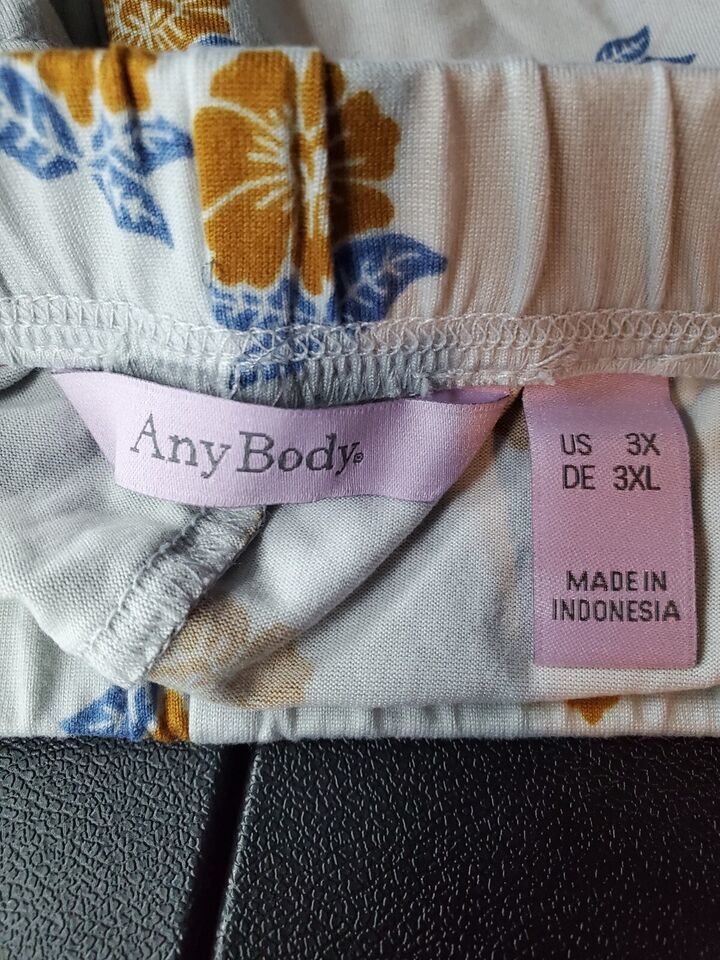 Any Body®
US 3X
DE 3XL
MADE IN
INDONESIA